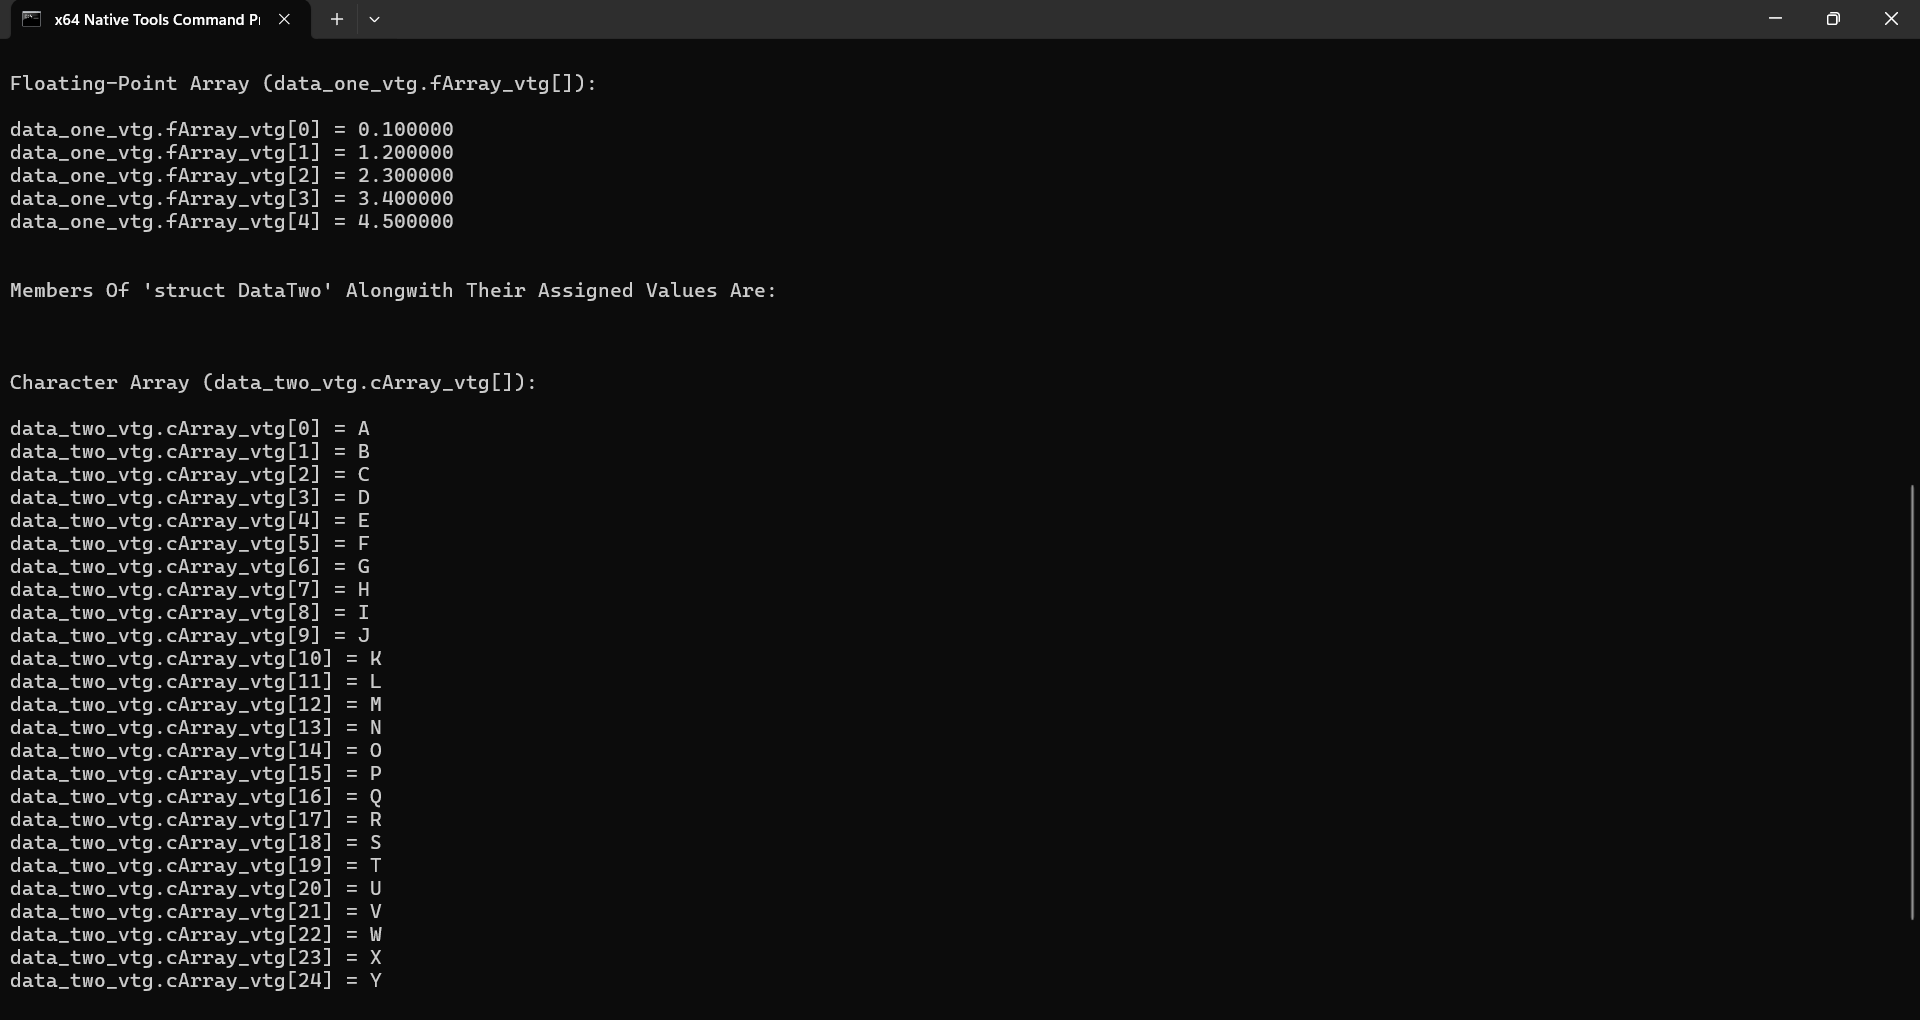 x64 Native Tools Command P
Floating-Point Array (data_one_vtg.fArray_vtg[]):
data_one_vtg.fArray_vtg[0] = 0.100000
data_one_vtg.fArray_vtg[1] = 1.200000
data_one_vtg.fArray_vtg[2] = 2.300000
data_one_vtg.fArray_vtg[3] = 3.400000
data_one_vtg.fArray_vtg[4] = 4.500000
Members Of 'struct DataTwo' Alongwith Their Assigned Values Are:
Character Array (data_two_vtg.cArray_vtg[]):
data_two_vtg.cArray_vtg[0] = A
data_two_vtg.cArray_vtg[1] = B
data_two_vtg.cArray_vtg[2] = C
data_two_vtg.cArray_vtg[3] = D
data_two_vtg.cArray_vtg[4] = E
data_two_vtg.cArray_vtg[5] = F
data_two_vtg.cArray_vtg[6] = G
data_two_vtg.cArray_vtg[7] = H
data_two_vtg.cArray_vtg[8] = I
data_two_vtg.cArray_vtg[9] = J
data_two_vtg.cArray_vtg[10] = K
data_two_vtg.cArray_vtg[11] = L
data_two_vtg.cArray_vtg[12] = M
data_two_vtg.cArray_vtg[13] = N
data_two_vtg.cArray_vtg[14] = O
data_two_vtg.cArray_vtg[15] = P
data_two_vtg.cArray_vtg[16] = Q
data_two_vtg.cArray_vtg[17] = R
data_two_vtg.cArray_vtg[18] = S
data_two_vtg.cArray_vtg[19] = T
data_two_vtg.cArray_vtg[20] = U
data_two_vtg.cArray_vtg[21] = V
data_two_vtg.cArray_vtg[22] = W
data_two_vtg.cArray_vtg[23] = X
data_two_vtg.cArray_vtg[24] = Y